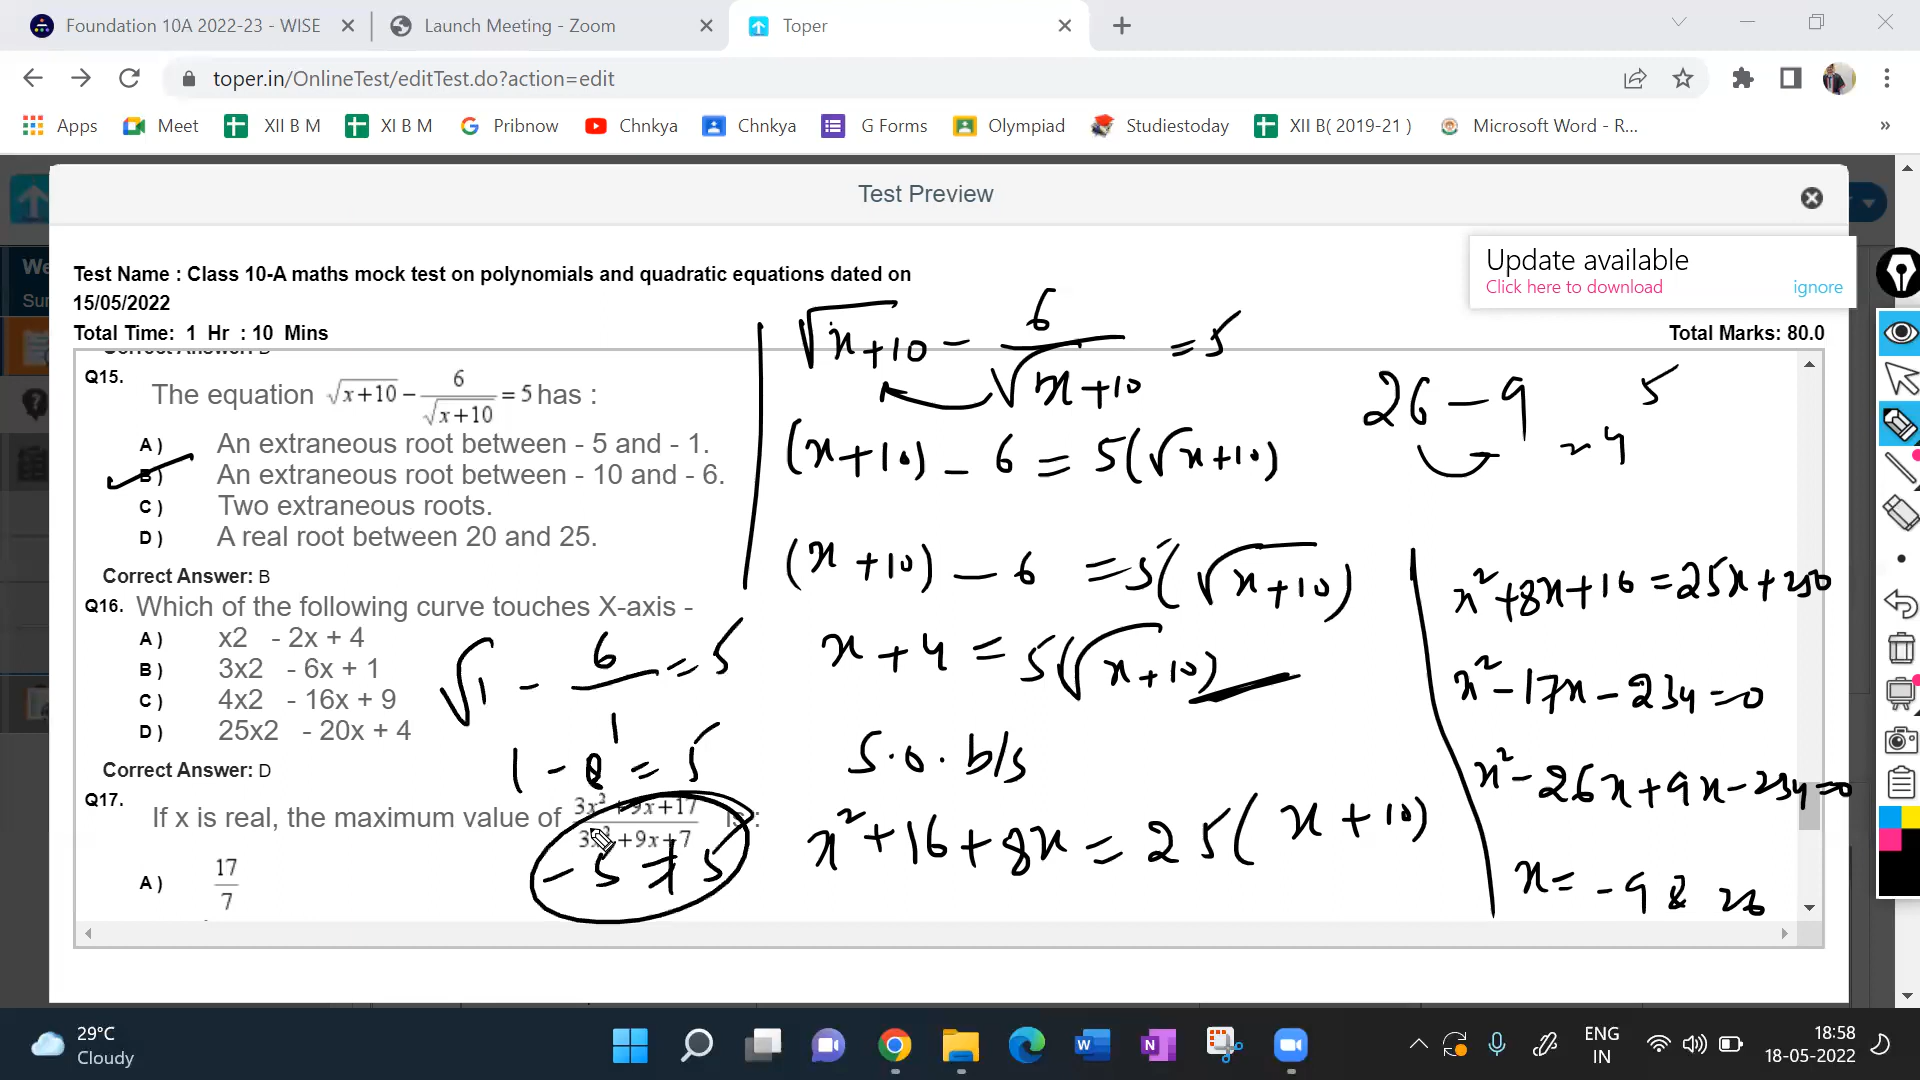 Foundation 10A 2022-23 - WISE
Launch Meeting - Zoom
Toper
toper.in/OnlineTest/editTest.do?action=edit
Apps Meet XII B M XI B M Pribnow Chnkya Chnkya G Forms Olympiad Studiestoday XII B( 2019-21 ) Microsoft Word - R... »
Test Preview
Update available
Click here to download ignore
Test Name : Class 10-A maths mock test on polynomials and quadratic equations dated on
15/05/2022
Total Time: 1 Hr : 10 Mins
Total Marks: 80.0
Q15. The equation √(x+10) - 6/√(x+10) = 5 has :
A ) An extraneous root between - 5 and - 1.
B ) An extraneous root between - 10 and - 6.
C ) Two extraneous roots.
D ) A real root between 20 and 25.
Correct Answer: B
Q16. Which of the following curve touches X-axis -
A ) x2 - 2x + 4
B ) 3x2 - 6x + 1
C ) 4x2 - 16x + 9
D ) 25x2 - 20x + 4
Correct Answer: D
Q17. If x is real, the maximum value of (3x² + 9x + 17)/(3x² + 9x + 7) is :
A ) 17/7
√x+10 - 6/√x+10 = 5
(x+10) - 6 = 5(√x+10)
(x+10) - 6 = 5(√x+10)
x + 4 = 5(√x+10)
S.O. b/s
x² + 16 + 8x = 25(x + 10)
√1 - 6/1 = 5
1 - 6 = 5
-5 ≠ 5
26 - 9
5
-4
x² + 8x + 16 = 25x + 250
x² - 17x - 234 = 0
x² - 26x + 9x - 234 = 0
x = -9 & 26
29°C
Cloudy
ENG
IN
18:58
18-05-2022